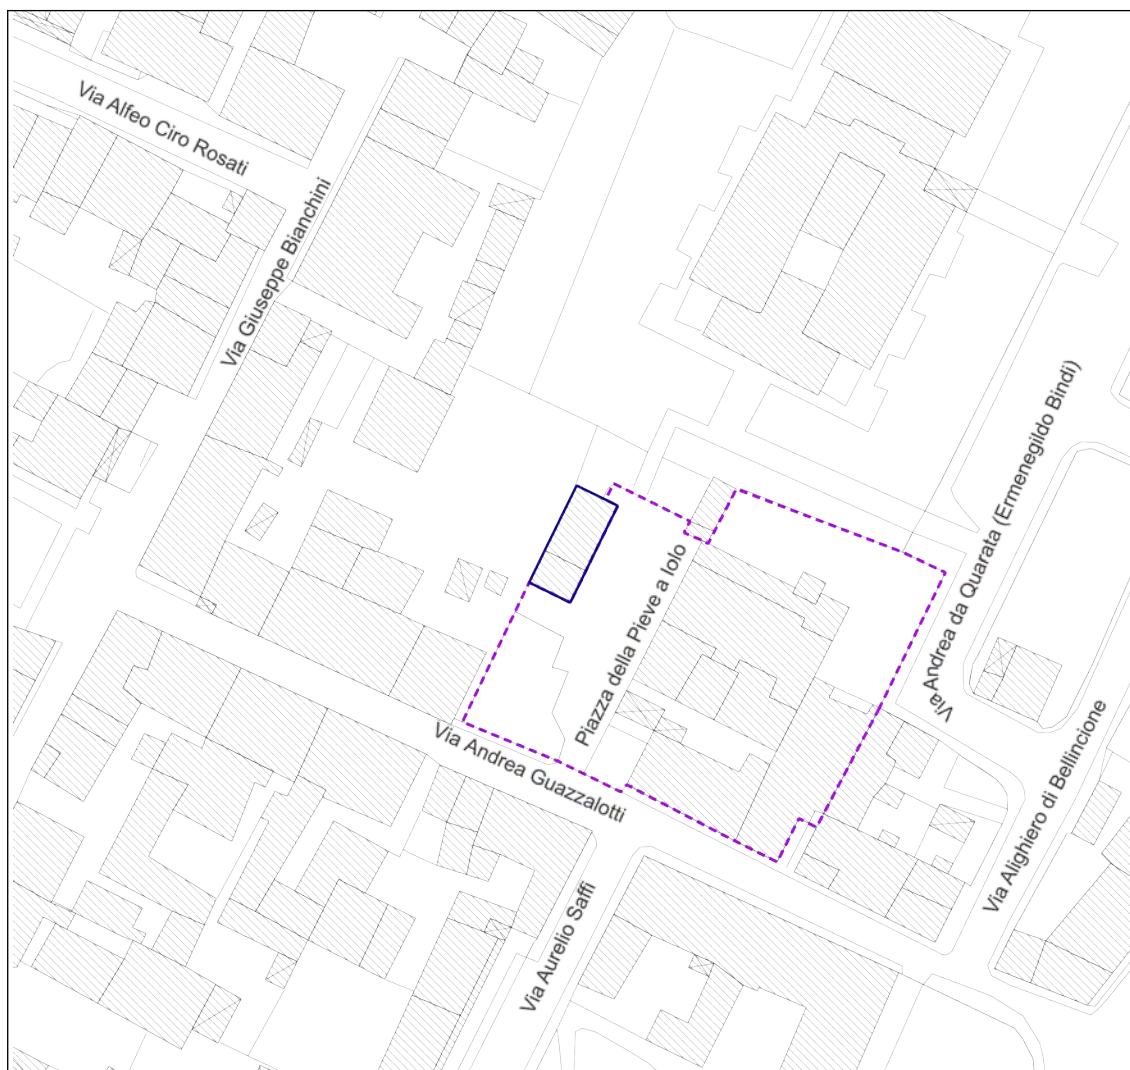 Via Alfeo Ciro Rosati
Via Giuseppe Bianchini
Via Andrea da Quarata (Ermenegildo Bindi)
Piazza della Pieve a Iolo
Via Andrea Guazzalotti
Via Alighiero di Bellincione
Via Aurelio Saffi